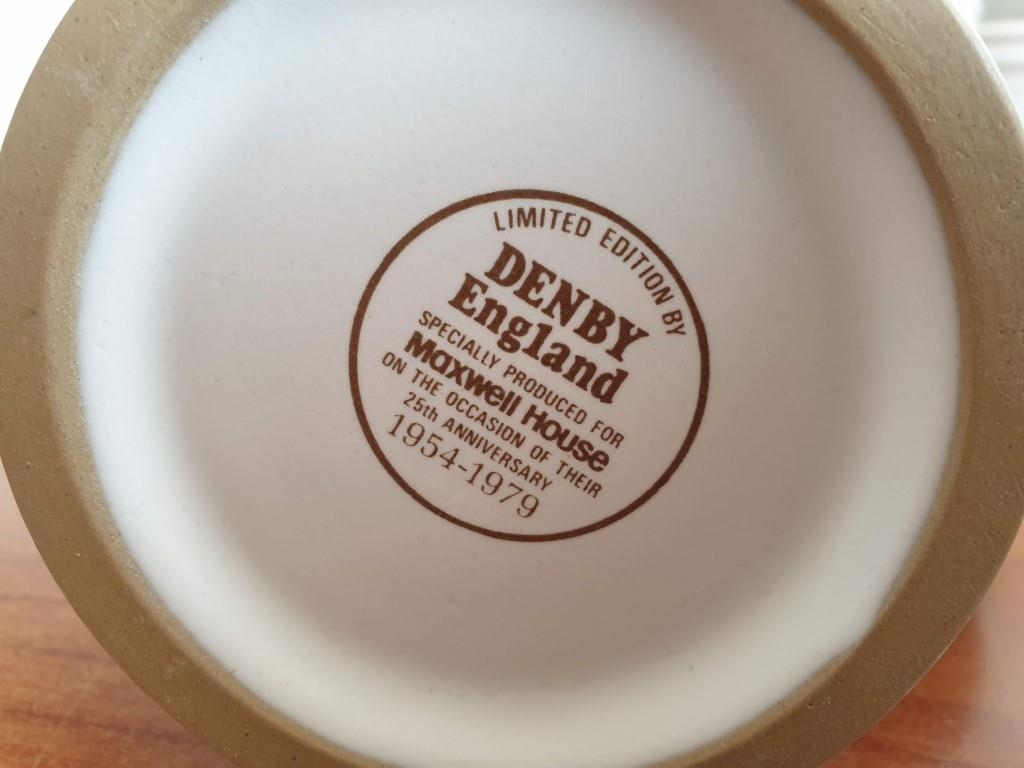 LIMITED EDITION BY
DENBY
England
SPECIALLY PRODUCED FOR
Maxwell House
ON THE OCCASION OF THEIR
25th ANNIVERSARY
1954-1979